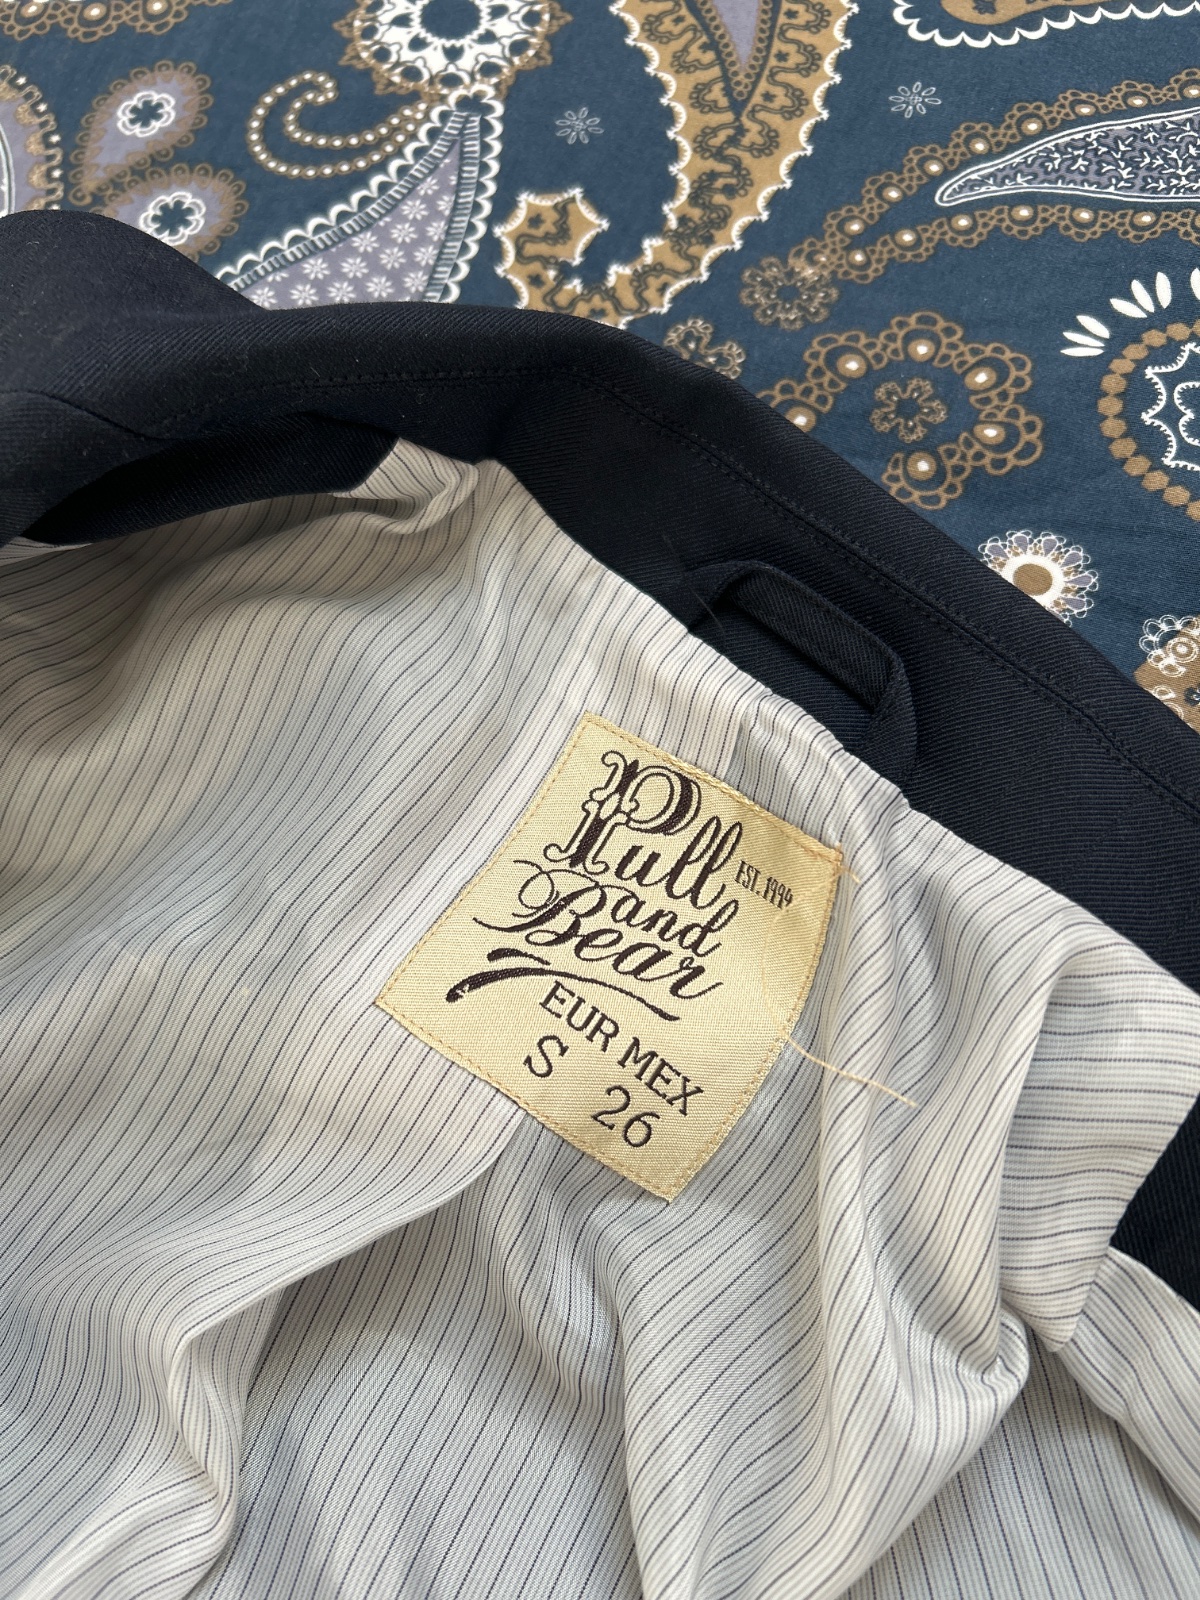 Pull
EST. 1994
and
Bear
EUR MEX
S 26